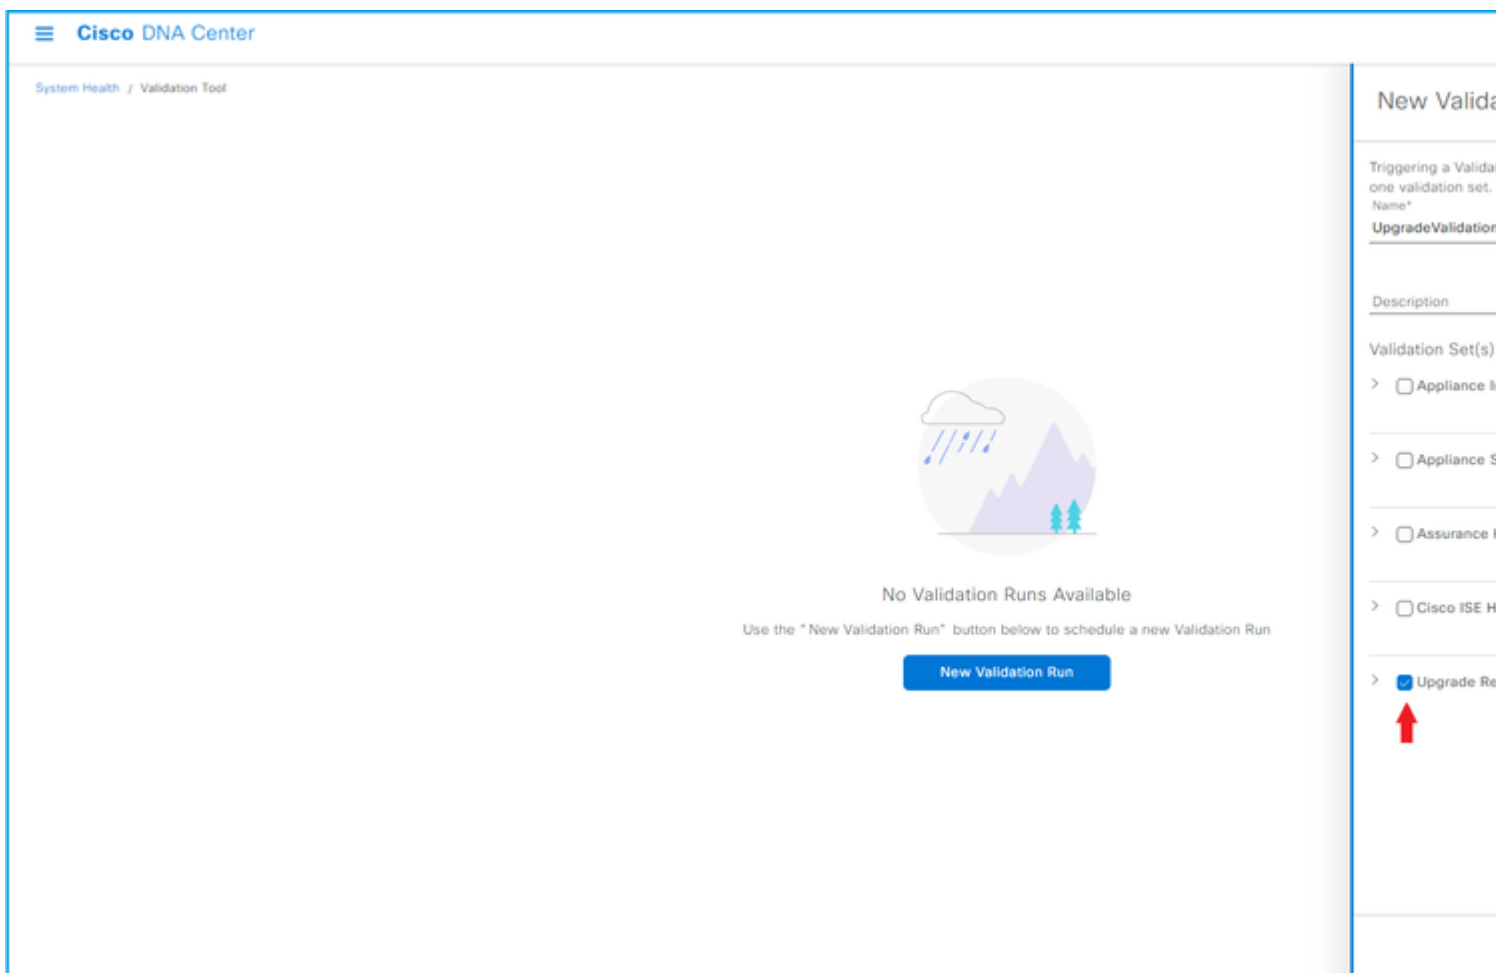 Cisco DNA Center
System Health / Validation Tool
No Validation Runs Available
Use the "New Validation Run" button below to schedule a new Validation Run
New Validation Run
New Valida
Triggering a Valida
one validation set.
Name*
UpgradeValidation
Description
Validation Set(s)
Appliance I
Appliance S
Assurance H
Cisco ISE H
Upgrade Re